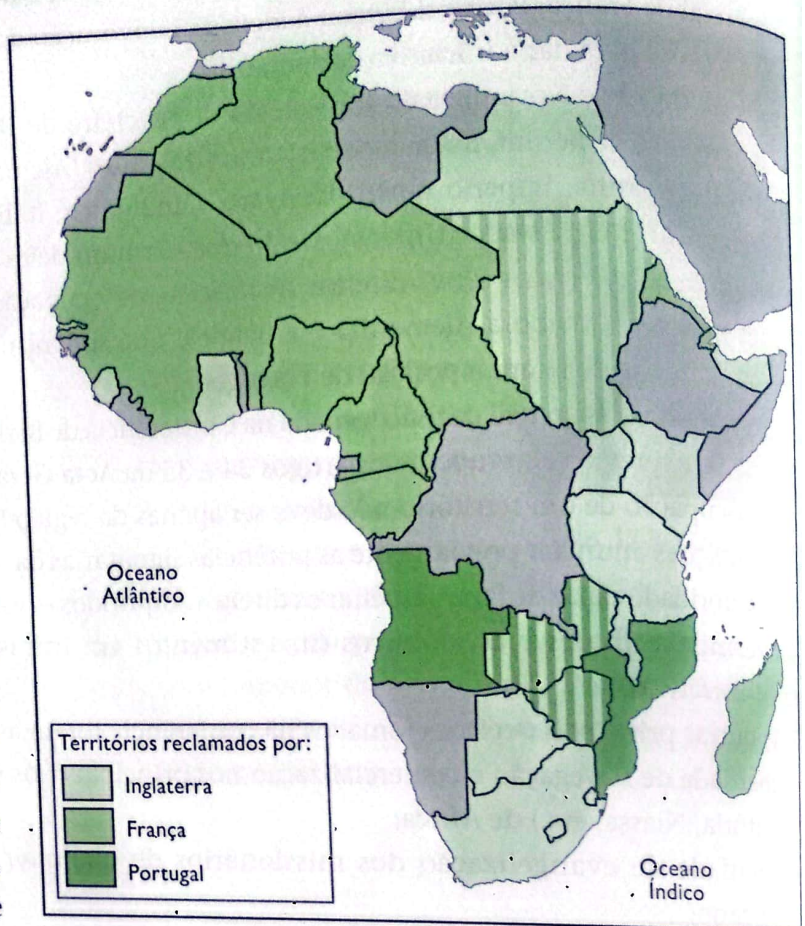 Oceano
Atlântico
Territórios reclamados por:
Inglaterra
França
Portugal
Oceano
Índico